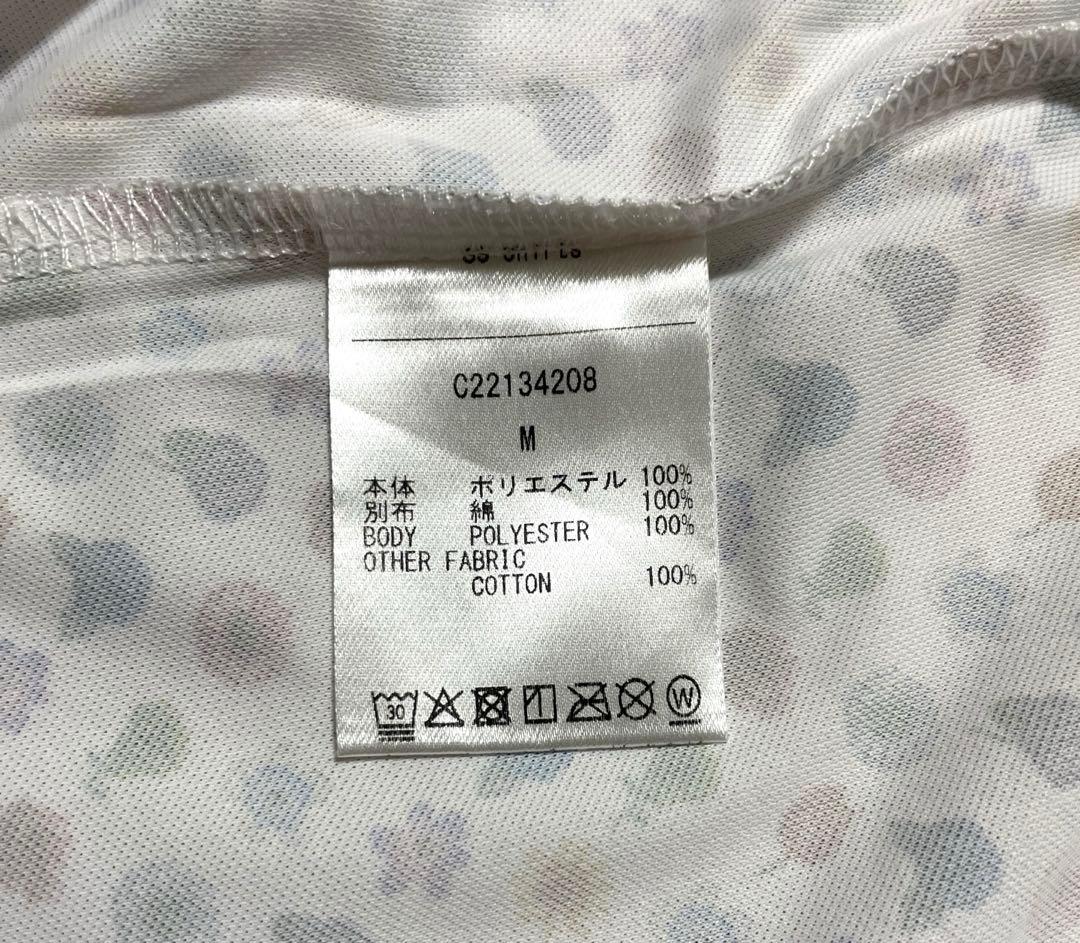 C22134208
M
本体 ポリエステル 100%
別布 綿 100%
BODY POLYESTER 100%
OTHER FABRIC
COTTON 100%
30
W